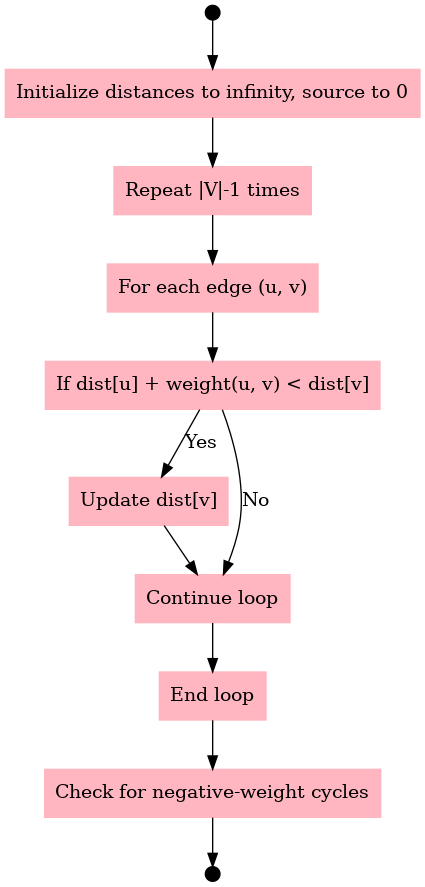 Initialize distances to infinity, source to 0
Repeat |V|-1 times
For each edge (u, v)
If dist[u] + weight(u, v) < dist[v]
Yes
Update dist[v]
No
Continue loop
End loop
Check for negative-weight cycles